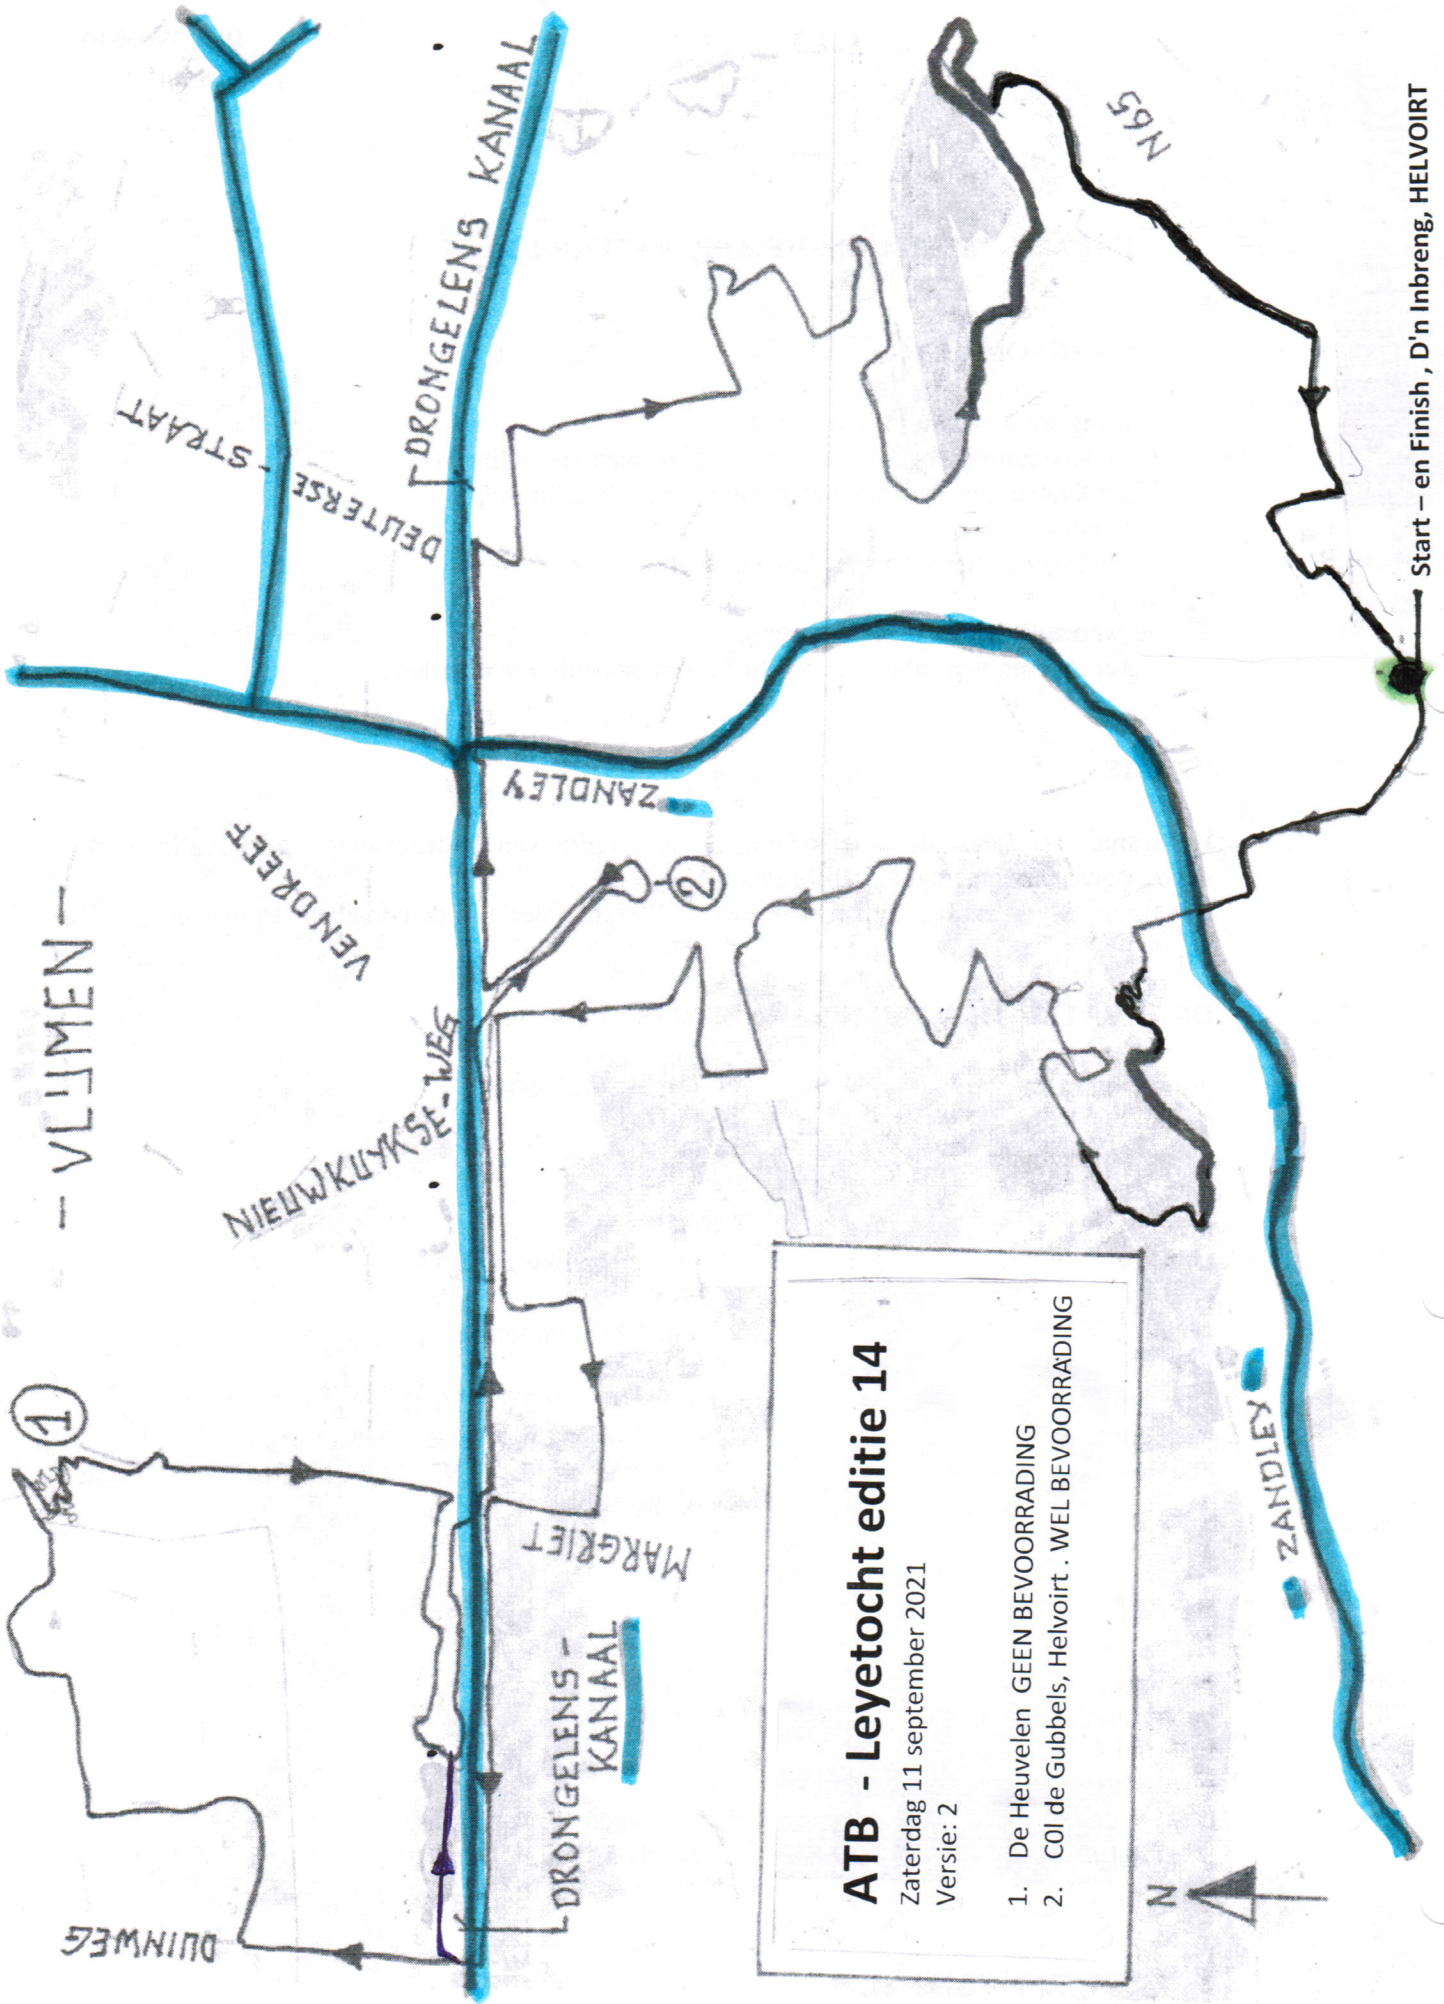 - VLIJMEN -
1
DUINWEG
NIEUWKUYKSE-WEG
VENDREEF
DEUTERSE-STRAAT
DRONGELENS KANAAL
DRONGELENS-
KANAAL
MARGRIET
2
ZANDLEY
N65
ZANDLEY
ATB - Leyetocht editie 14
Zaterdag 11 september 2021
Versie: 2
1. De Heuvelen GEEN BEVOORRADING
2. C0l de Gubbels, Helvoirt . WEL BEVOORRADING
N
Start – en Finish , D'n Inbreng, HELVOIRT